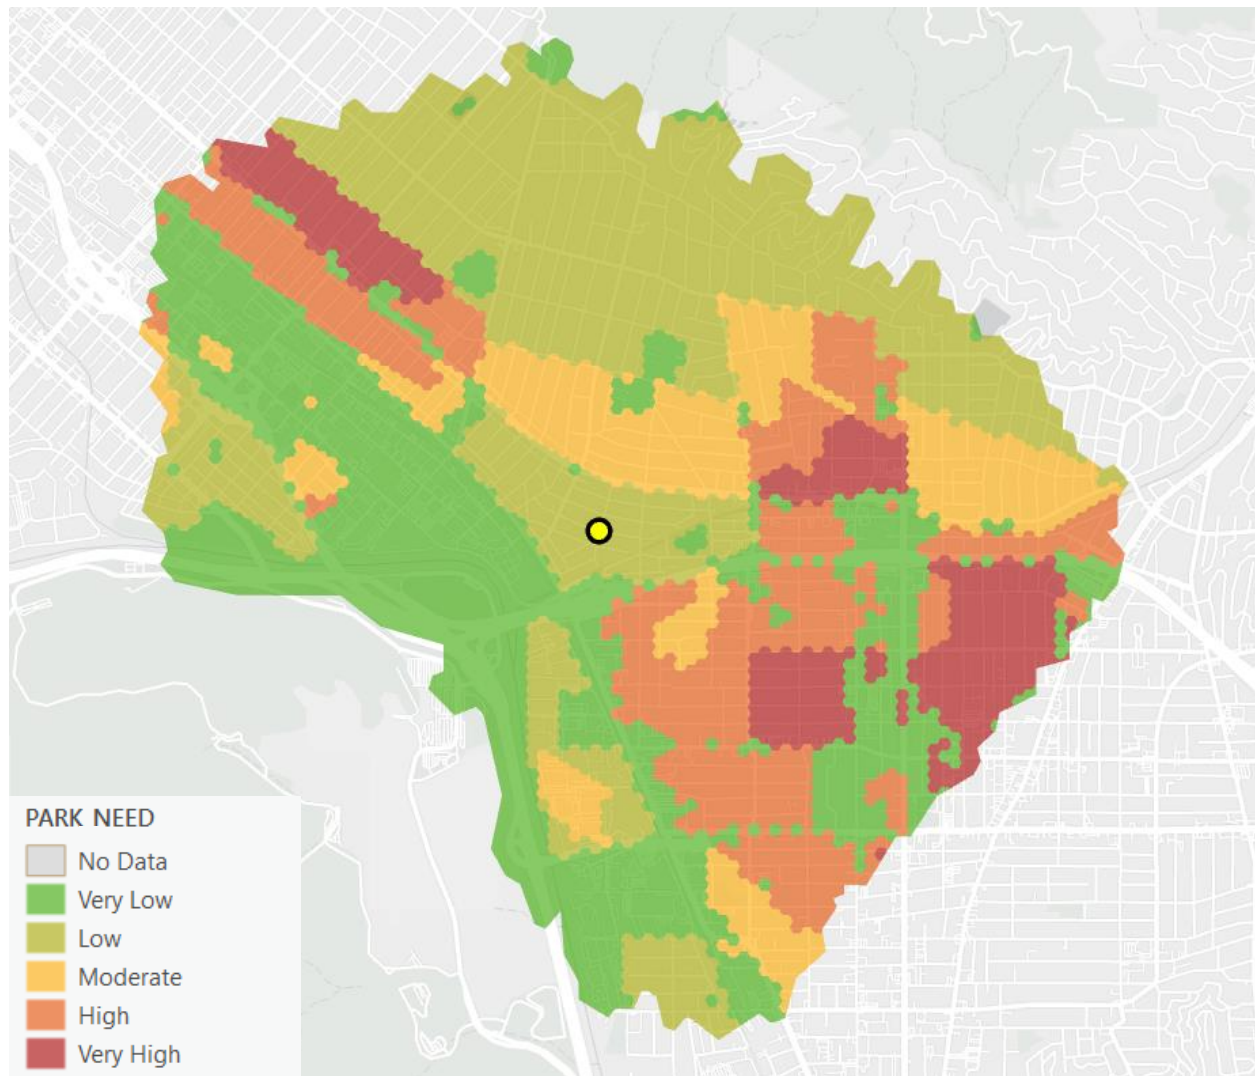 PARK NEED
No Data
Very Low
Low
Moderate
High
Very High